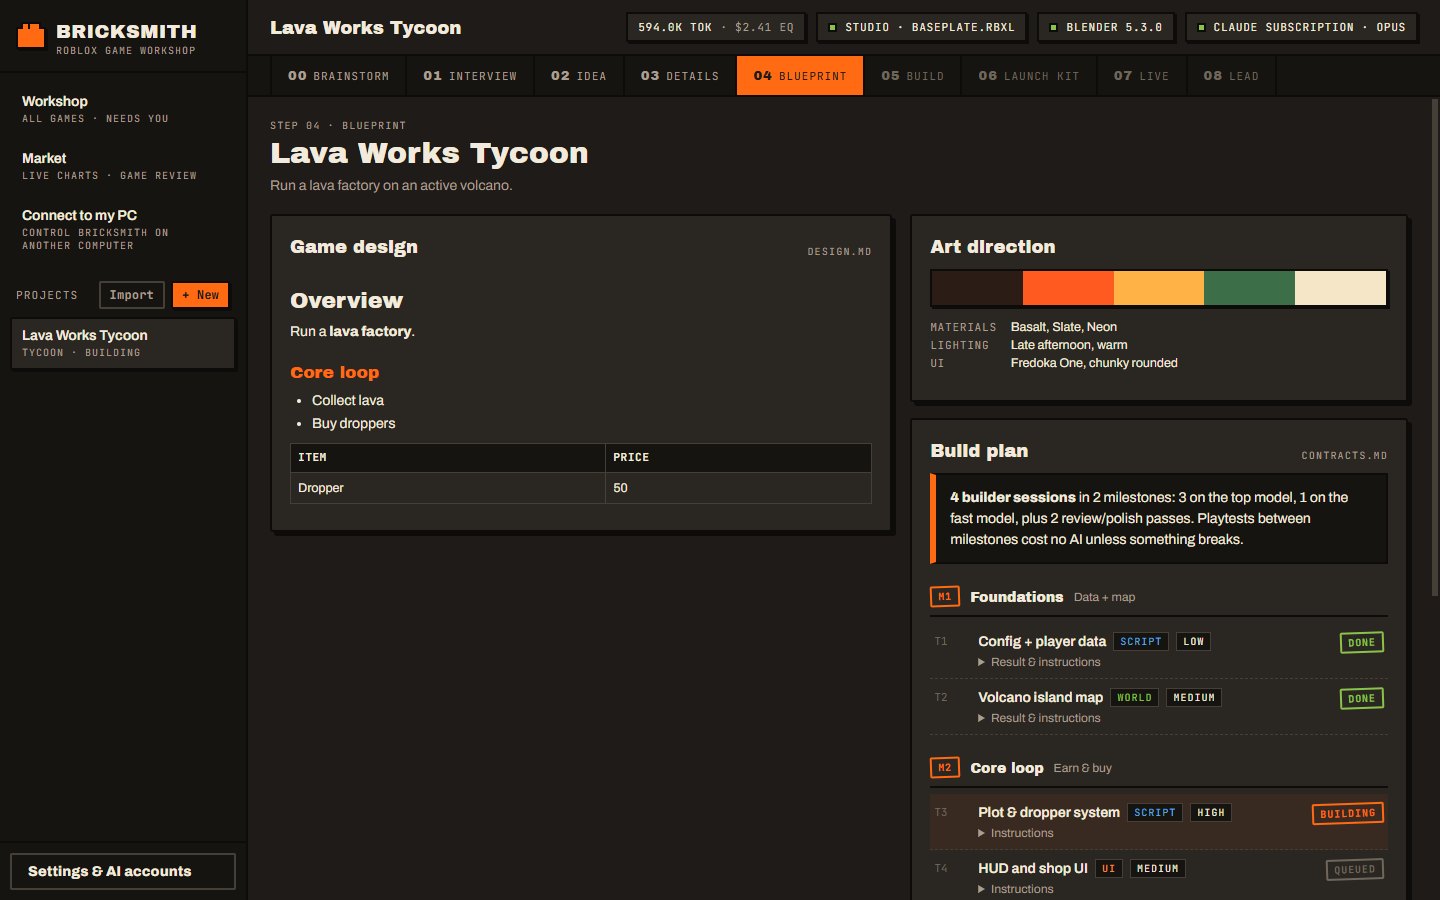 BRICKSMITH
ROBLOX GAME WORKSHOP
Workshop
ALL GAMES · NEEDS YOU
Market
LIVE CHARTS · GAME REVIEW
Connect to my PC
CONTROL BRICKSMITH ON
ANOTHER COMPUTER
PROJECTS
Import
+ New
Lava Works Tycoon
TYCOON · BUILDING
Settings & AI accounts
Lava Works Tycoon
594.0K TOK · $2.41 EQ
STUDIO · BASEPLATE.RBXL
BLENDER 5.3.0
CLAUDE SUBSCRIPTION · OPUS
00 BRAINSTORM
01 INTERVIEW
02 IDEA
03 DETAILS
04 BLUEPRINT
05 BUILD
06 LAUNCH KIT
07 LIVE
08 LEAD
STEP 04 · BLUEPRINT
Lava Works Tycoon
Run a lava factory on an active volcano.
Game design
DESIGN.MD
Overview
Run a lava factory.
Core loop
• Collect lava
• Buy droppers
ITEM PRICE
Dropper 50
Art direction
MATERIALS Basalt, Slate, Neon
LIGHTING Late afternoon, warm
UI Fredoka One, chunky rounded
Build plan
CONTRACTS.MD
4 builder sessions in 2 milestones: 3 on the top model, 1 on the
fast model, plus 2 review/polish passes. Playtests between
milestones cost no AI unless something breaks.
M1 Foundations Data + map
T1 Config + player data SCRIPT LOW DONE
▶ Result & instructions
T2 Volcano island map WORLD MEDIUM DONE
▶ Result & instructions
M2 Core loop Earn & buy
T3 Plot & dropper system SCRIPT HIGH BUILDING
▶ Instructions
T4 HUD and shop UI UI MEDIUM QUEUED
▶ Instructions